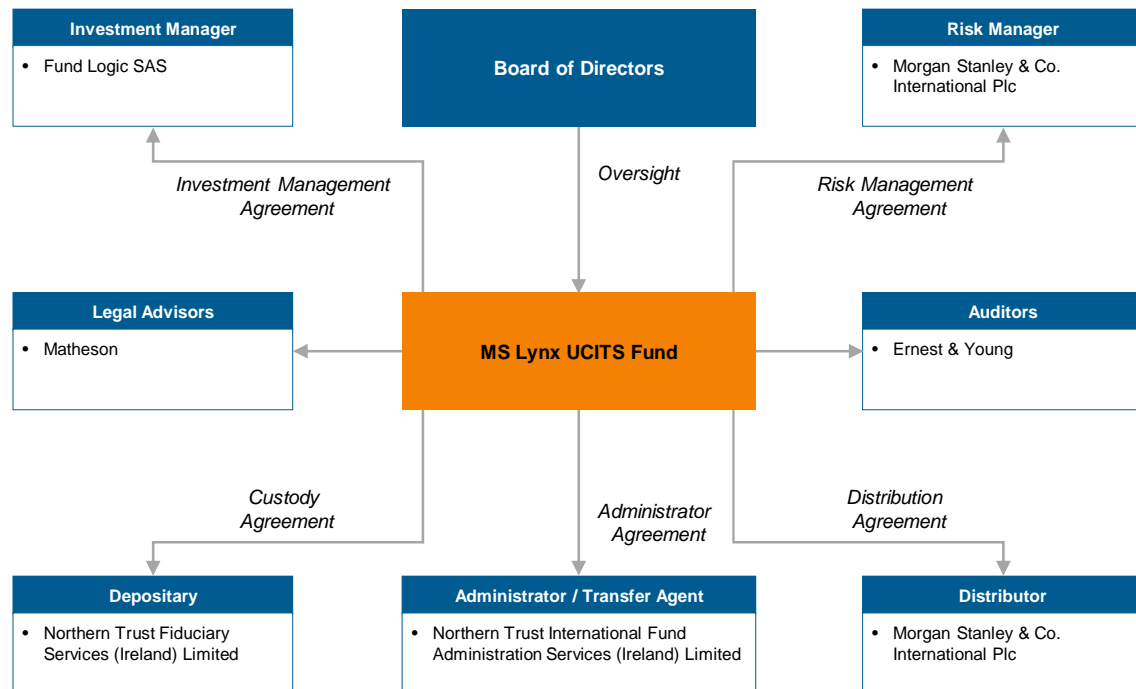 Investment Manager
• Fund Logic SAS
Board of Directors
Risk Manager
• Morgan Stanley & Co.
International Plc
Investment Management
Agreement
Oversight
Risk Management
Agreement
Legal Advisors
• Matheson
MS Lynx UCITS Fund
Auditors
• Ernest & Young
Custody
Agreement
Administrator
Agreement
Distribution
Agreement
Depositary
• Northern Trust Fiduciary
Services (Ireland) Limited
Administrator / Transfer Agent
• Northern Trust International Fund
Administration Services (Ireland) Limited
Distributor
• Morgan Stanley & Co.
International Plc